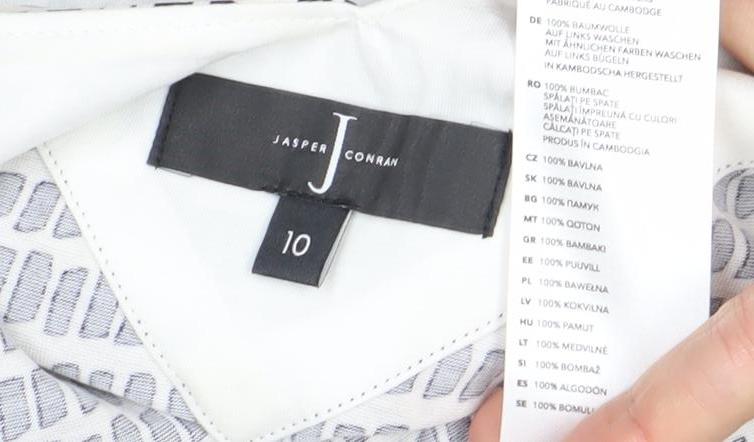 J
JASPER CONRAN
10
FABRIQUÉ AU CAMBODGE
DE 100% BAUMWOLLE
AUF LINKS WASCHEN
MIT ÄHNLICHEN FARBEN WASCHEN
AUF LINKS BÜGELN
IN KAMBODSCHA HERGESTELLT
RO 100% BUMBAC
SPĂLAȚI PE SPATE
SPĂLAȚI ÎMPREUNĂ CU CULORI
ASEMĂNĂTOARE
CĂLCAȚI PE SPATE
PRODUS ÎN CAMBODGIA
CZ 100% BAVLNA
SK 100% BAVLNA
BG 100% ПАМУК
MT 100% QOTON
GR 100% BAMBAKI
EE 100% PUUVILL
PL 100% BAWEŁNA
LV 100% KOKVILNA
HU 100% PAMUT
LT 100% MEDVILNĖ
SI 100% BOMBAŽ
ES 100% ALGODÓN
SE 100% BOMULL